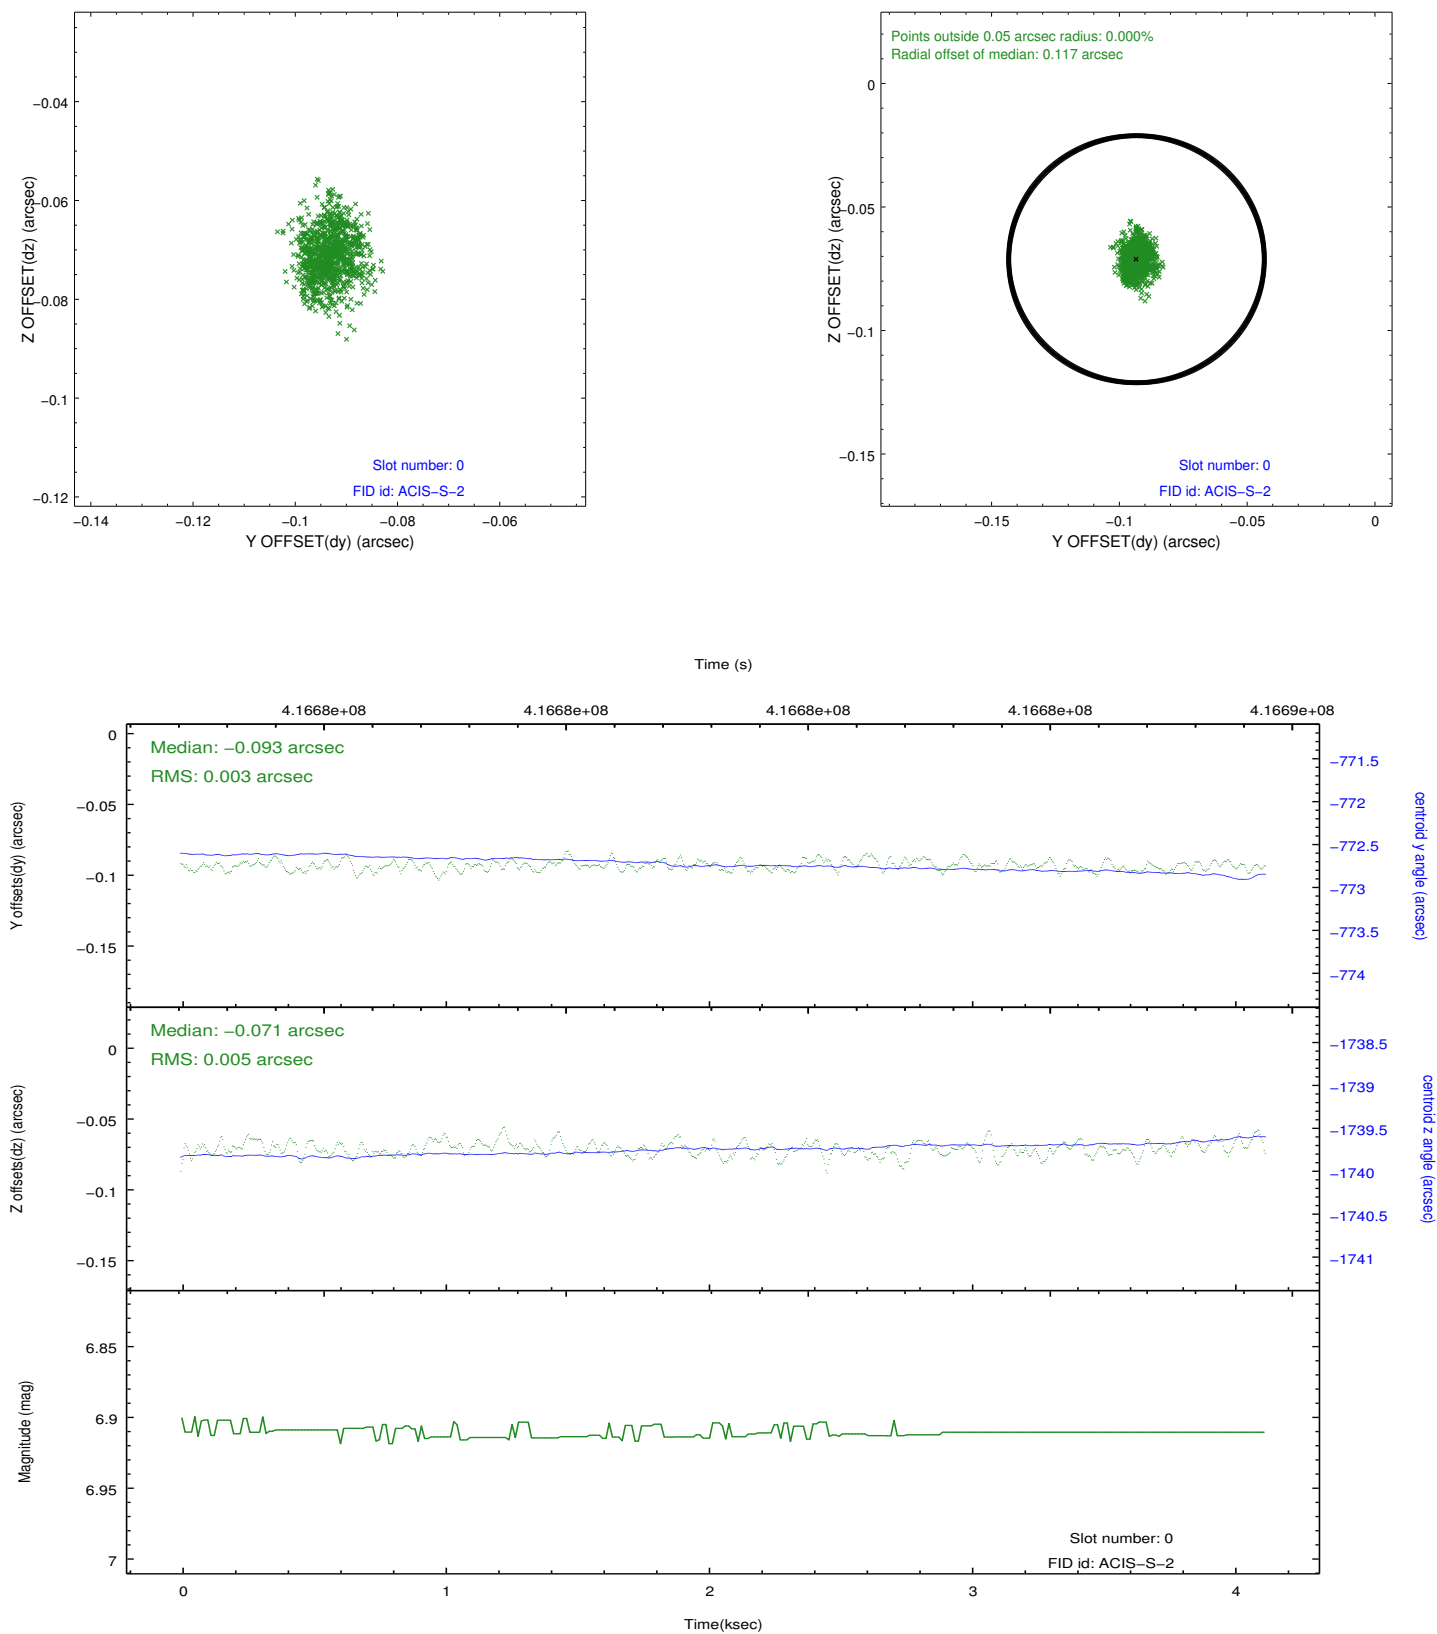 −0.04
−0.06
−0.08
−0.1
−0.12
Z OFFSET(dz) (arcsec)
Slot number: 0
FID id: ACIS−S−2
−0.14
−0.12
−0.1
−0.08
−0.06
Y OFFSET(dy) (arcsec)
Points outside 0.05 arcsec radius: 0.000%
Radial offset of median: 0.117 arcsec
0
−0.05
−0.1
−0.15
Z OFFSET(dz) (arcsec)
Slot number: 0
FID id: ACIS−S−2
−0.15
−0.1
−0.05
0
Y OFFSET(dy) (arcsec)
Time (s)
4.1668e+08
4.1668e+08
4.1668e+08
4.1668e+08
4.1669e+08
Median: −0.093 arcsec
RMS: 0.003 arcsec
0
−0.05
−0.1
−0.15
Y offsets(dy) (arcsec)
−771.5
−772
−772.5
−773
−773.5
−774
centroid y angle (arcsec)
Median: −0.071 arcsec
RMS: 0.005 arcsec
0
−0.05
−0.1
−0.15
Z offsets(dz) (arcsec)
−1738.5
−1739
−1739.5
−1740
−1740.5
−1741
centroid z angle (arcsec)
6.85
6.9
6.95
7
Magnitude (mag)
Slot number: 0
FID id: ACIS−S−2
0
1
2
3
4
Time(ksec)